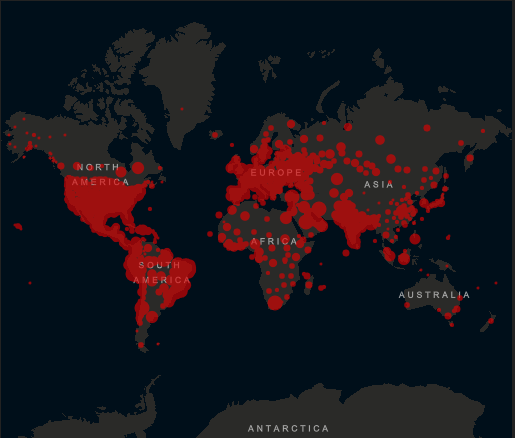 NORTH
AMERICA
EUROPE
ASIA
AFRICA
SOUTH
AMERICA
AUSTRALIA
ANTARCTICA